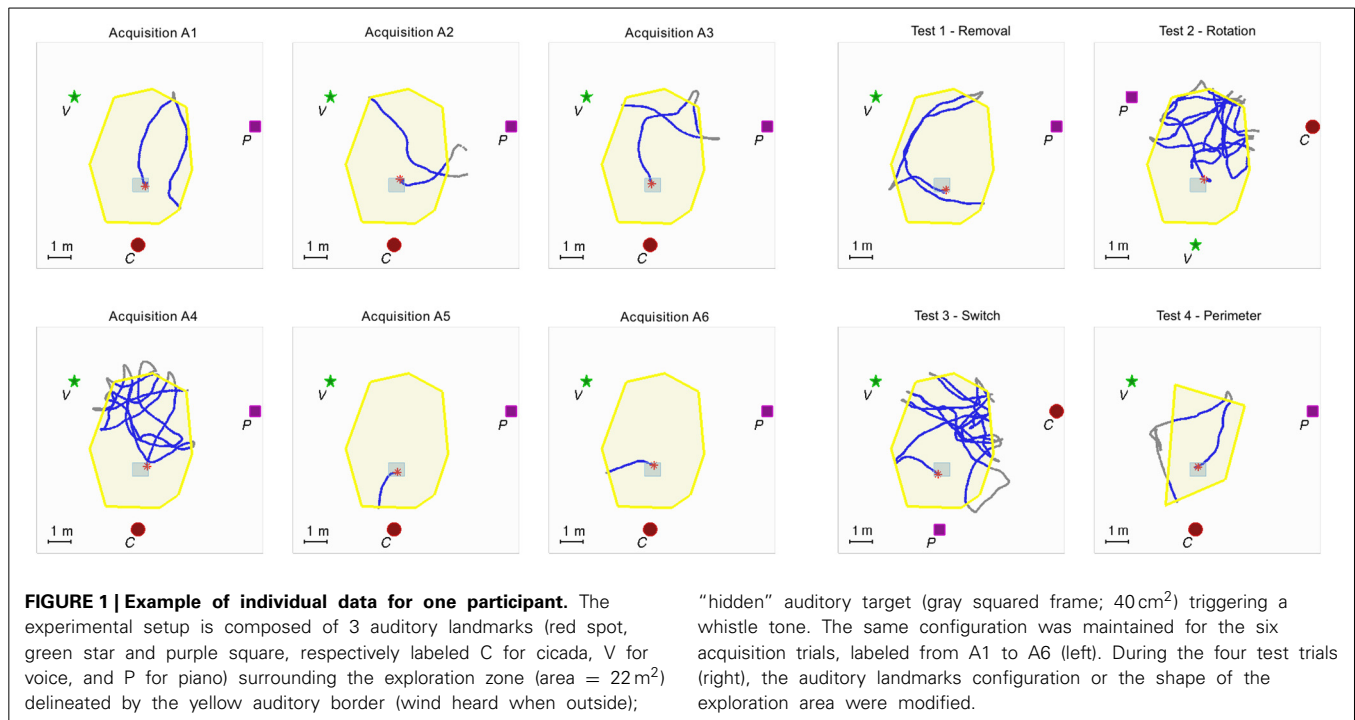 Acquisition A1
Acquisition A2
Acquisition A3
Test 1 - Removal
Test 2 - Rotation
V
P
C
1 m
V
P
C
1 m
V
P
C
1 m
V
P
1 m
P
C
V
1 m
Acquisition A4
Acquisition A5
Acquisition A6
Test 3 - Switch
Test 4 - Perimeter
V
P
C
1 m
V
P
C
1 m
V
P
C
1 m
V
C
P
1 m
V
P
C
1 m
FIGURE 1 | Example of individual data for one participant. The
experimental setup is composed of 3 auditory landmarks (red spot,
green star and purple square, respectively labeled C for cicada, V for
voice, and P for piano) surrounding the exploration zone (area = 22 m²)
delineated by the yellow auditory border (wind heard when outside);
"hidden" auditory target (gray squared frame; 40 cm²) triggering a
whistle tone. The same configuration was maintained for the six
acquisition trials, labeled from A1 to A6 (left). During the four test trials
(right), the auditory landmarks configuration or the shape of the
exploration area were modified.